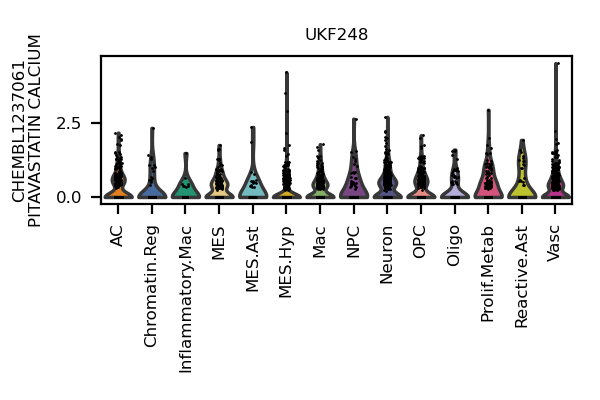 UKF248
CHEMBL1237061
PITAVASTATIN CALCIUM
2.5
0.0
AC
Chromatin.Reg
Inflammatory.Mac
MES
MES.Ast
MES.Hyp
Mac
NPC
Neuron
OPC
Oligo
Prolif.Metab
Reactive.Ast
Vasc